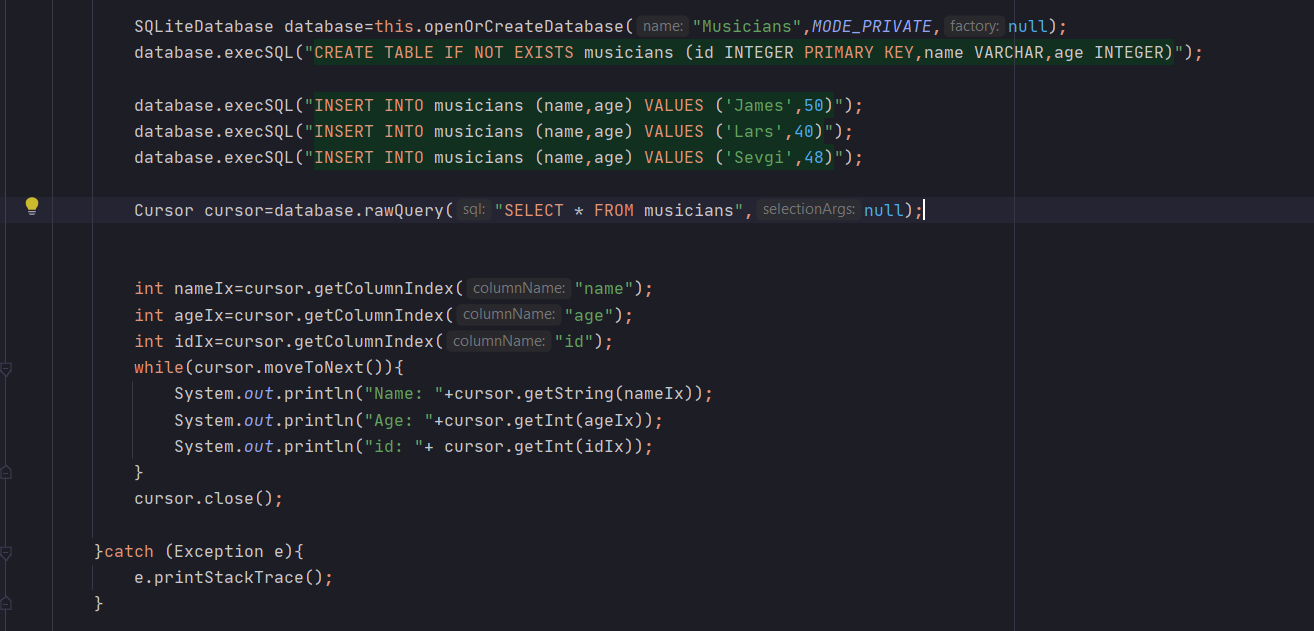 SQLiteDatabase database=this.openOrCreateDatabase( name: "Musicians",MODE_PRIVATE, factory: null);
database.execSQL("CREATE TABLE IF NOT EXISTS musicians (id INTEGER PRIMARY KEY,name VARCHAR,age INTEGER)");
database.execSQL("INSERT INTO musicians (name,age) VALUES ('James',50)");
database.execSQL("INSERT INTO musicians (name,age) VALUES ('Lars',40)");
database.execSQL("INSERT INTO musicians (name,age) VALUES ('Sevgi',48)");
Cursor cursor=database.rawQuery( sql: "SELECT * FROM musicians", selectionArgs: null);
int nameIx=cursor.getColumnIndex( columnName: "name");
int ageIx=cursor.getColumnIndex( columnName: "age");
int idIx=cursor.getColumnIndex( columnName: "id");
while(cursor.moveToNext()){
System.out.println("Name: "+cursor.getString(nameIx));
System.out.println("Age: "+cursor.getInt(ageIx));
System.out.println("id: "+ cursor.getInt(idIx));
}
cursor.close();
}catch (Exception e){
e.printStackTrace();
}